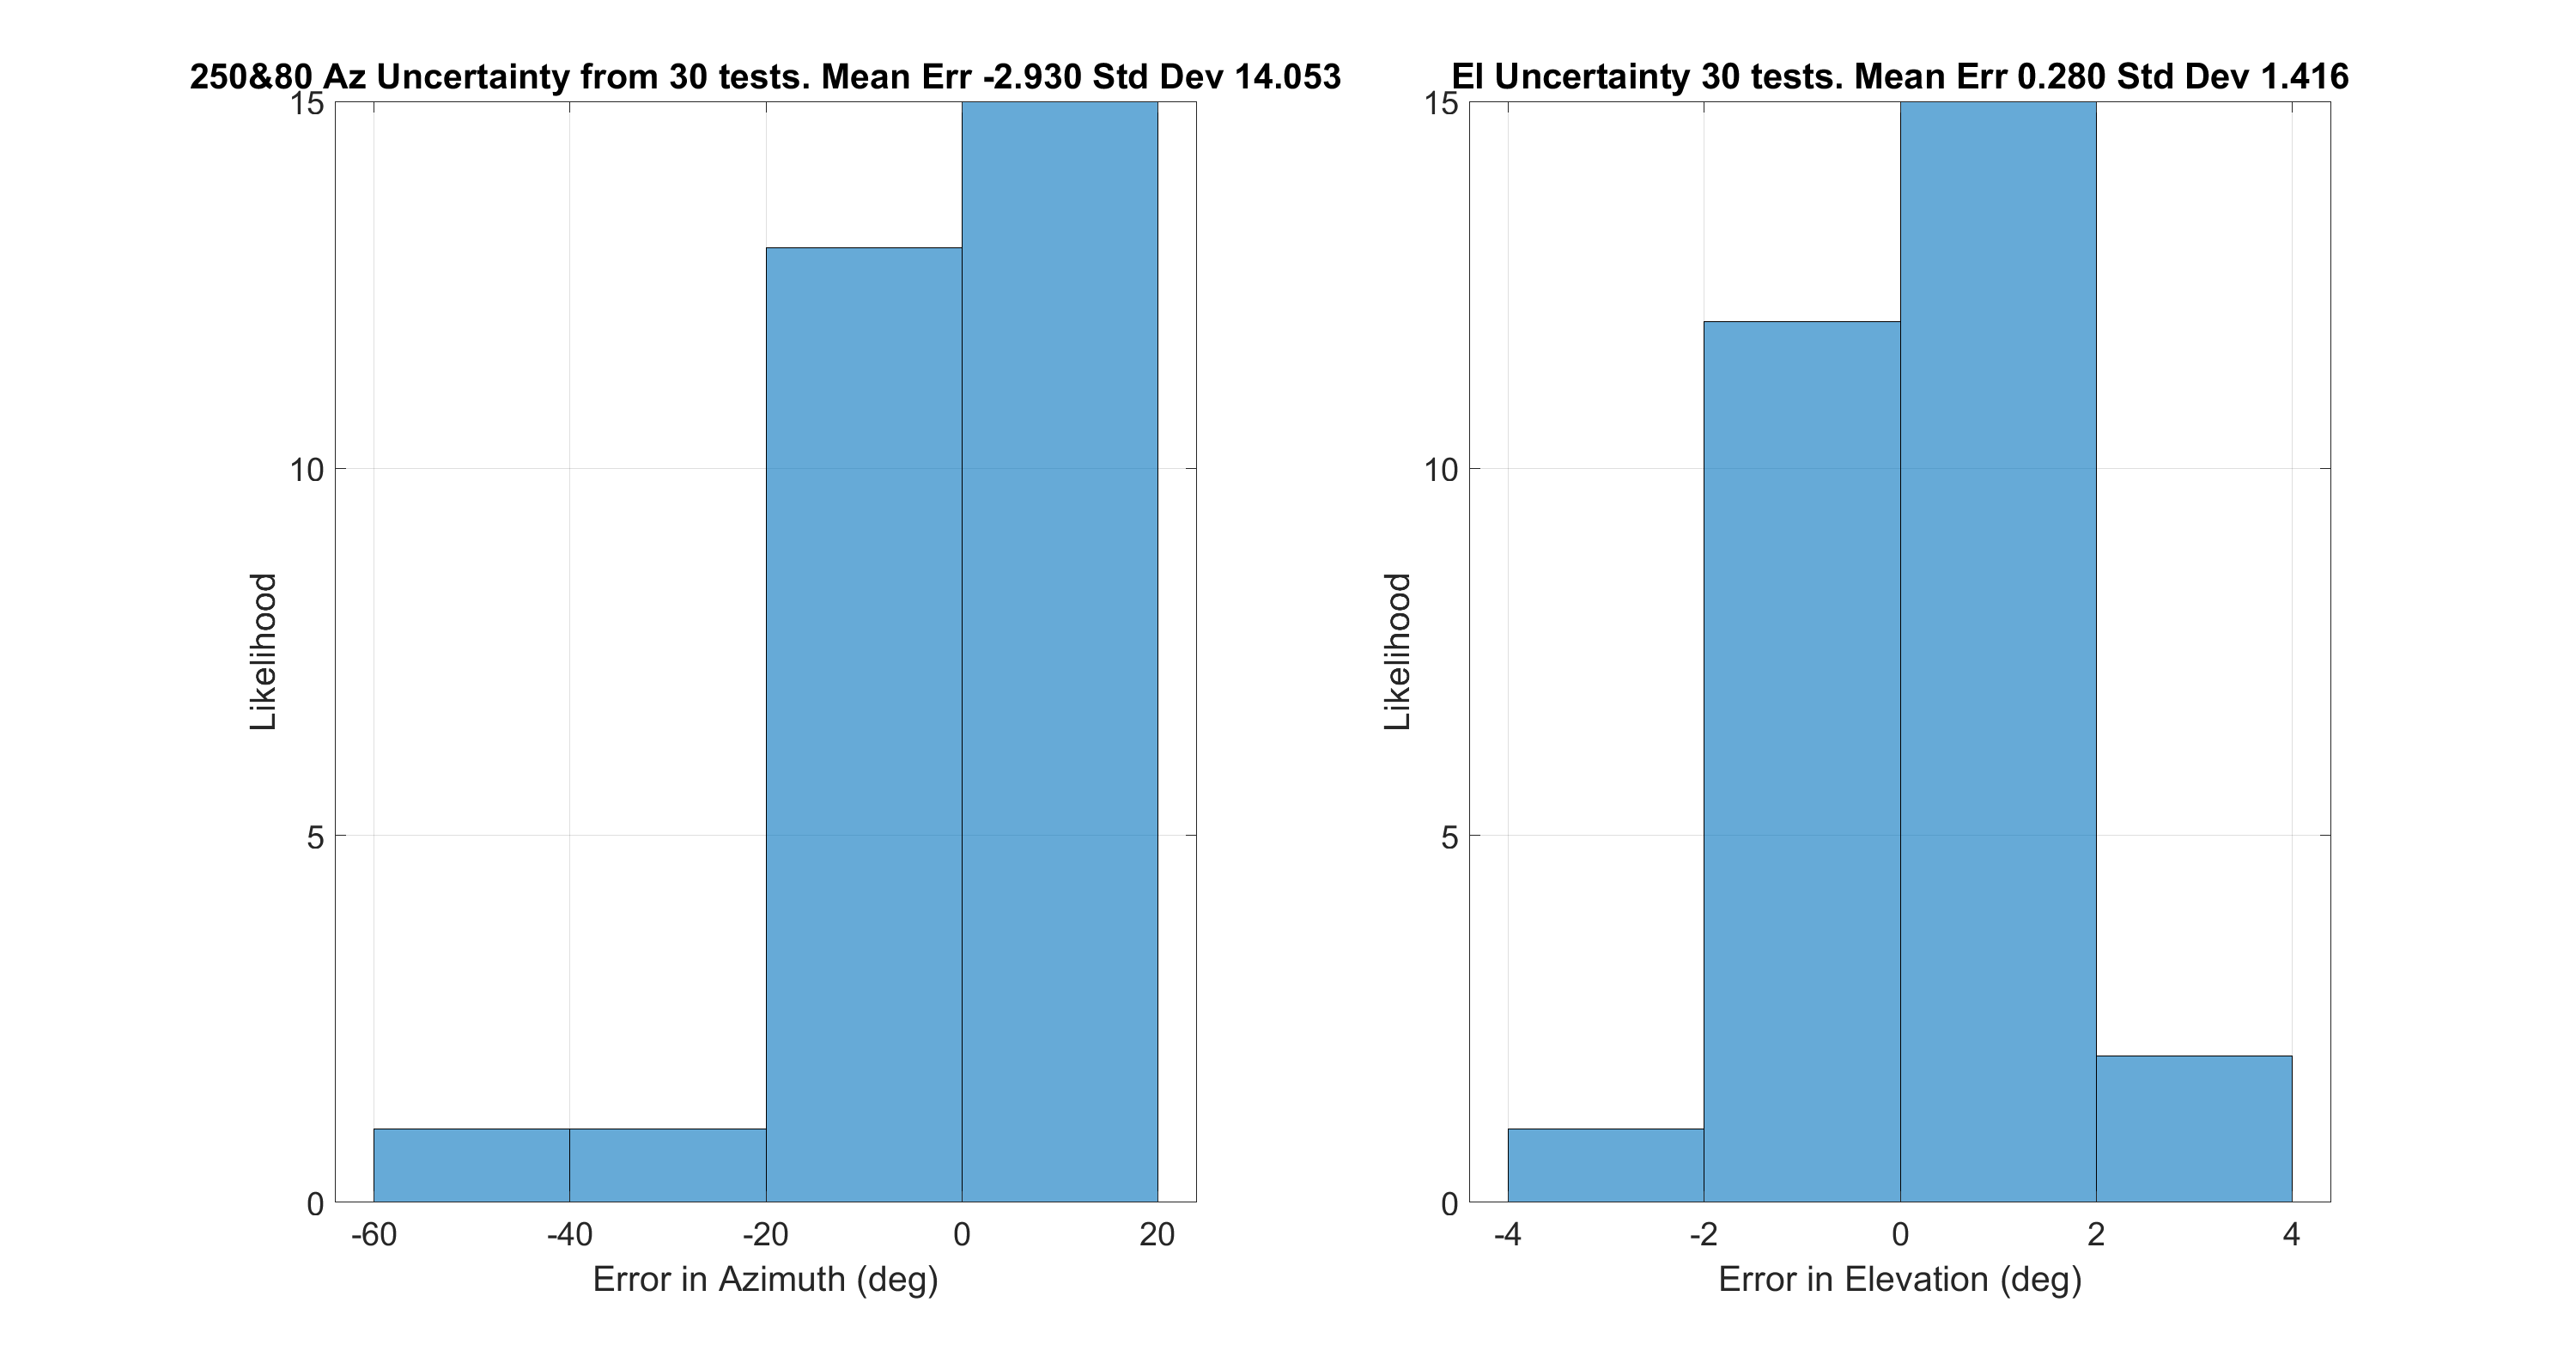 250&80 Az Uncertainty from 30 tests. Mean Err -2.930 Std Dev 14.053
15
10
5
0
Likelihood
-60 -40 -20 0 20
Error in Azimuth (deg)
El Uncertainty 30 tests. Mean Err 0.280 Std Dev 1.416
15
10
5
0
Likelihood
-4 -2 0 2 4
Error in Elevation (deg)